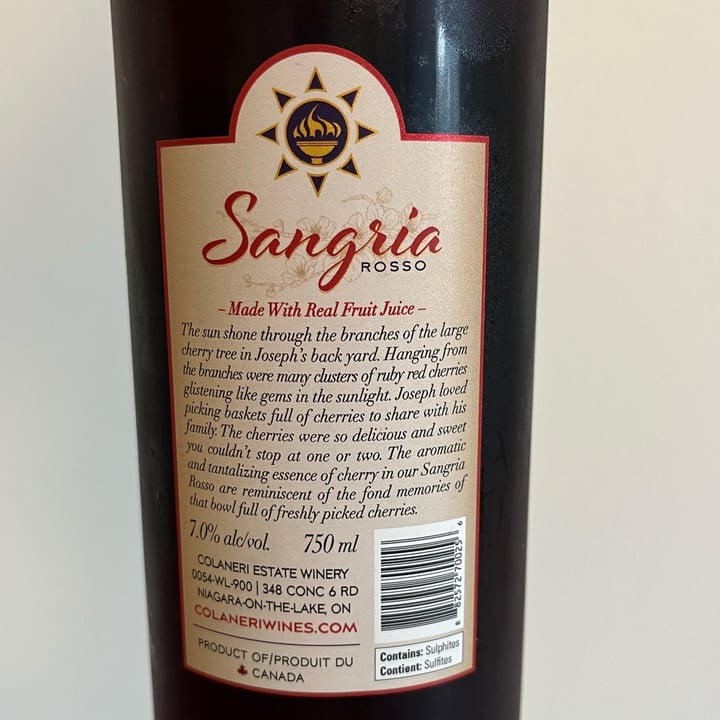 Sangria
ROSSO
– Made With Real Fruit Juice –
The sun shone through the branches of the large
cherry tree in Joseph's back yard. Hanging from
the branches were many clusters of ruby red cherries
glistening like gems in the sunlight. Joseph loved
picking baskets full of cherries to share with his
family. The cherries were so delicious and sweet
you couldn't stop at one or two. The aromatic
and tantalizing essence of cherry in our Sangria
Rosso are reminiscent of the fond memories of
that bowl full of freshly picked cherries.
7.0% alc/vol. 750 ml
COLANERI ESTATE WINERY
0054-WL-900 | 348 CONC 6 RD
NIAGARA-ON-THE-LAKE, ON
COLANERIWINES.COM
PRODUCT OF/PRODUIT DU
CANADA
8 82572 70025 6
Contains: Sulphites
Contient: Sulfites